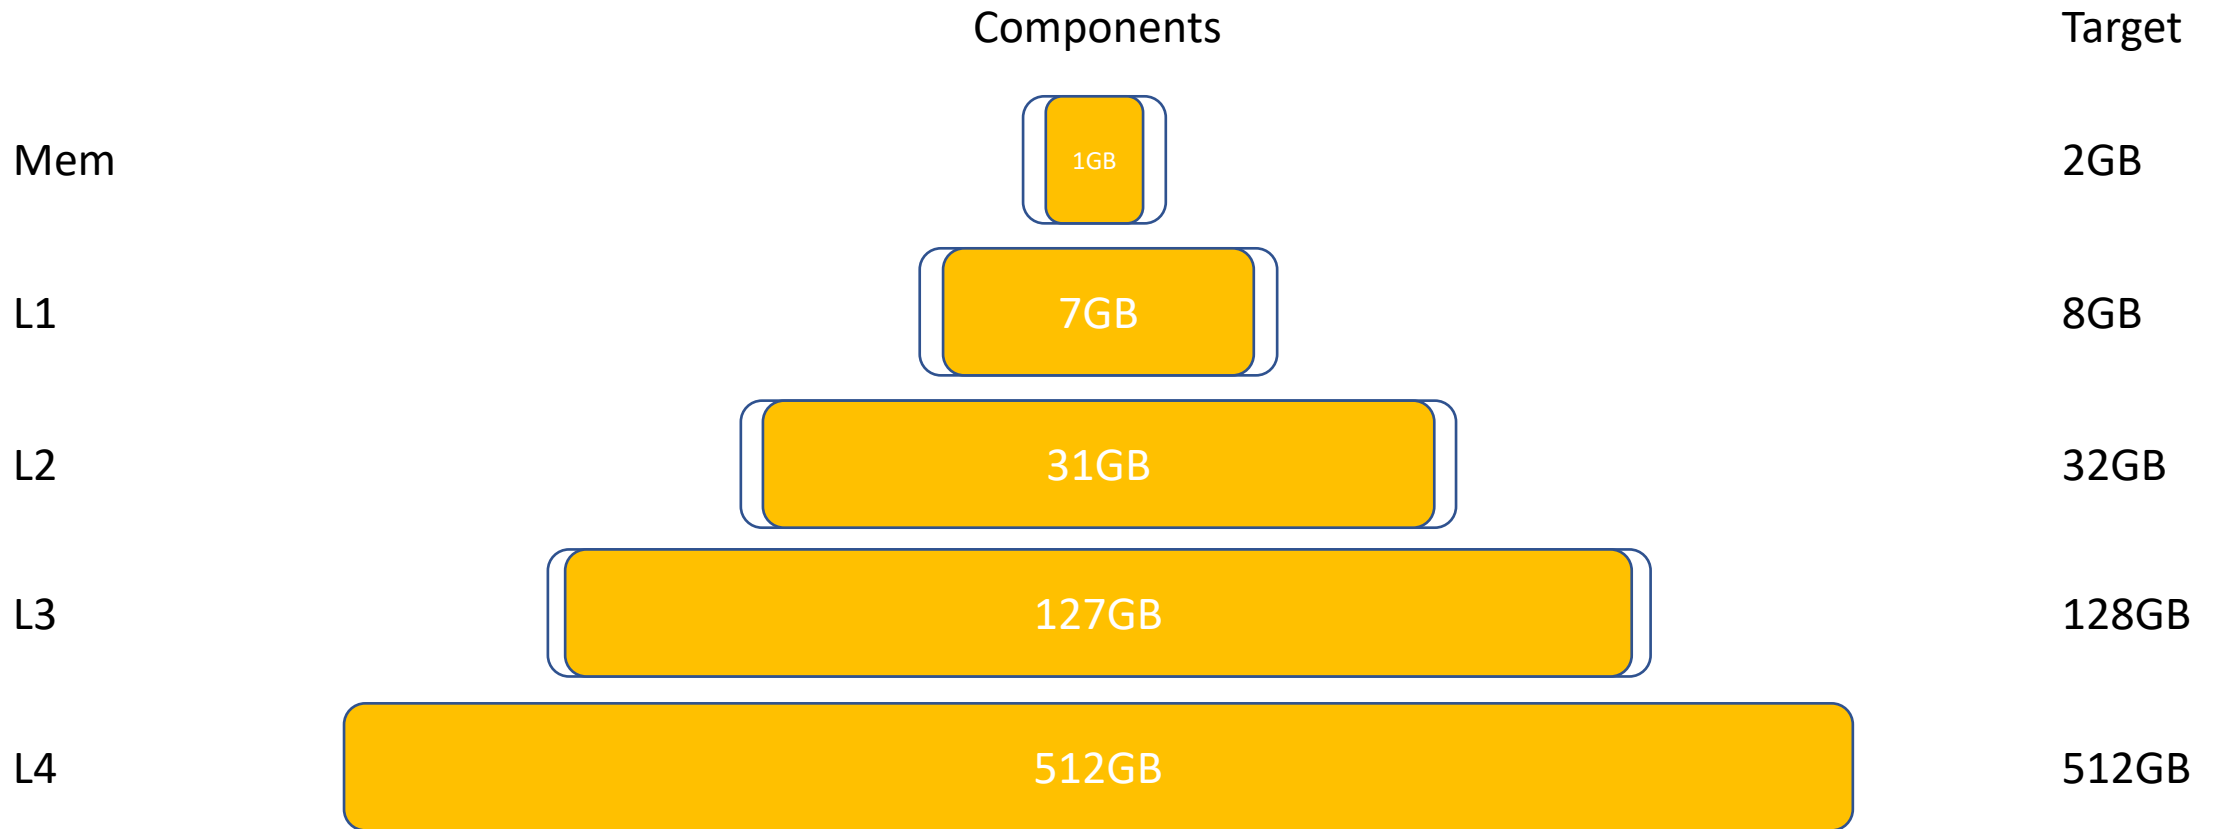 Components Target
Mem 1GB 2GB
L1 7GB 8GB
L2 31GB 32GB
L3 127GB 128GB
L4 512GB 512GB